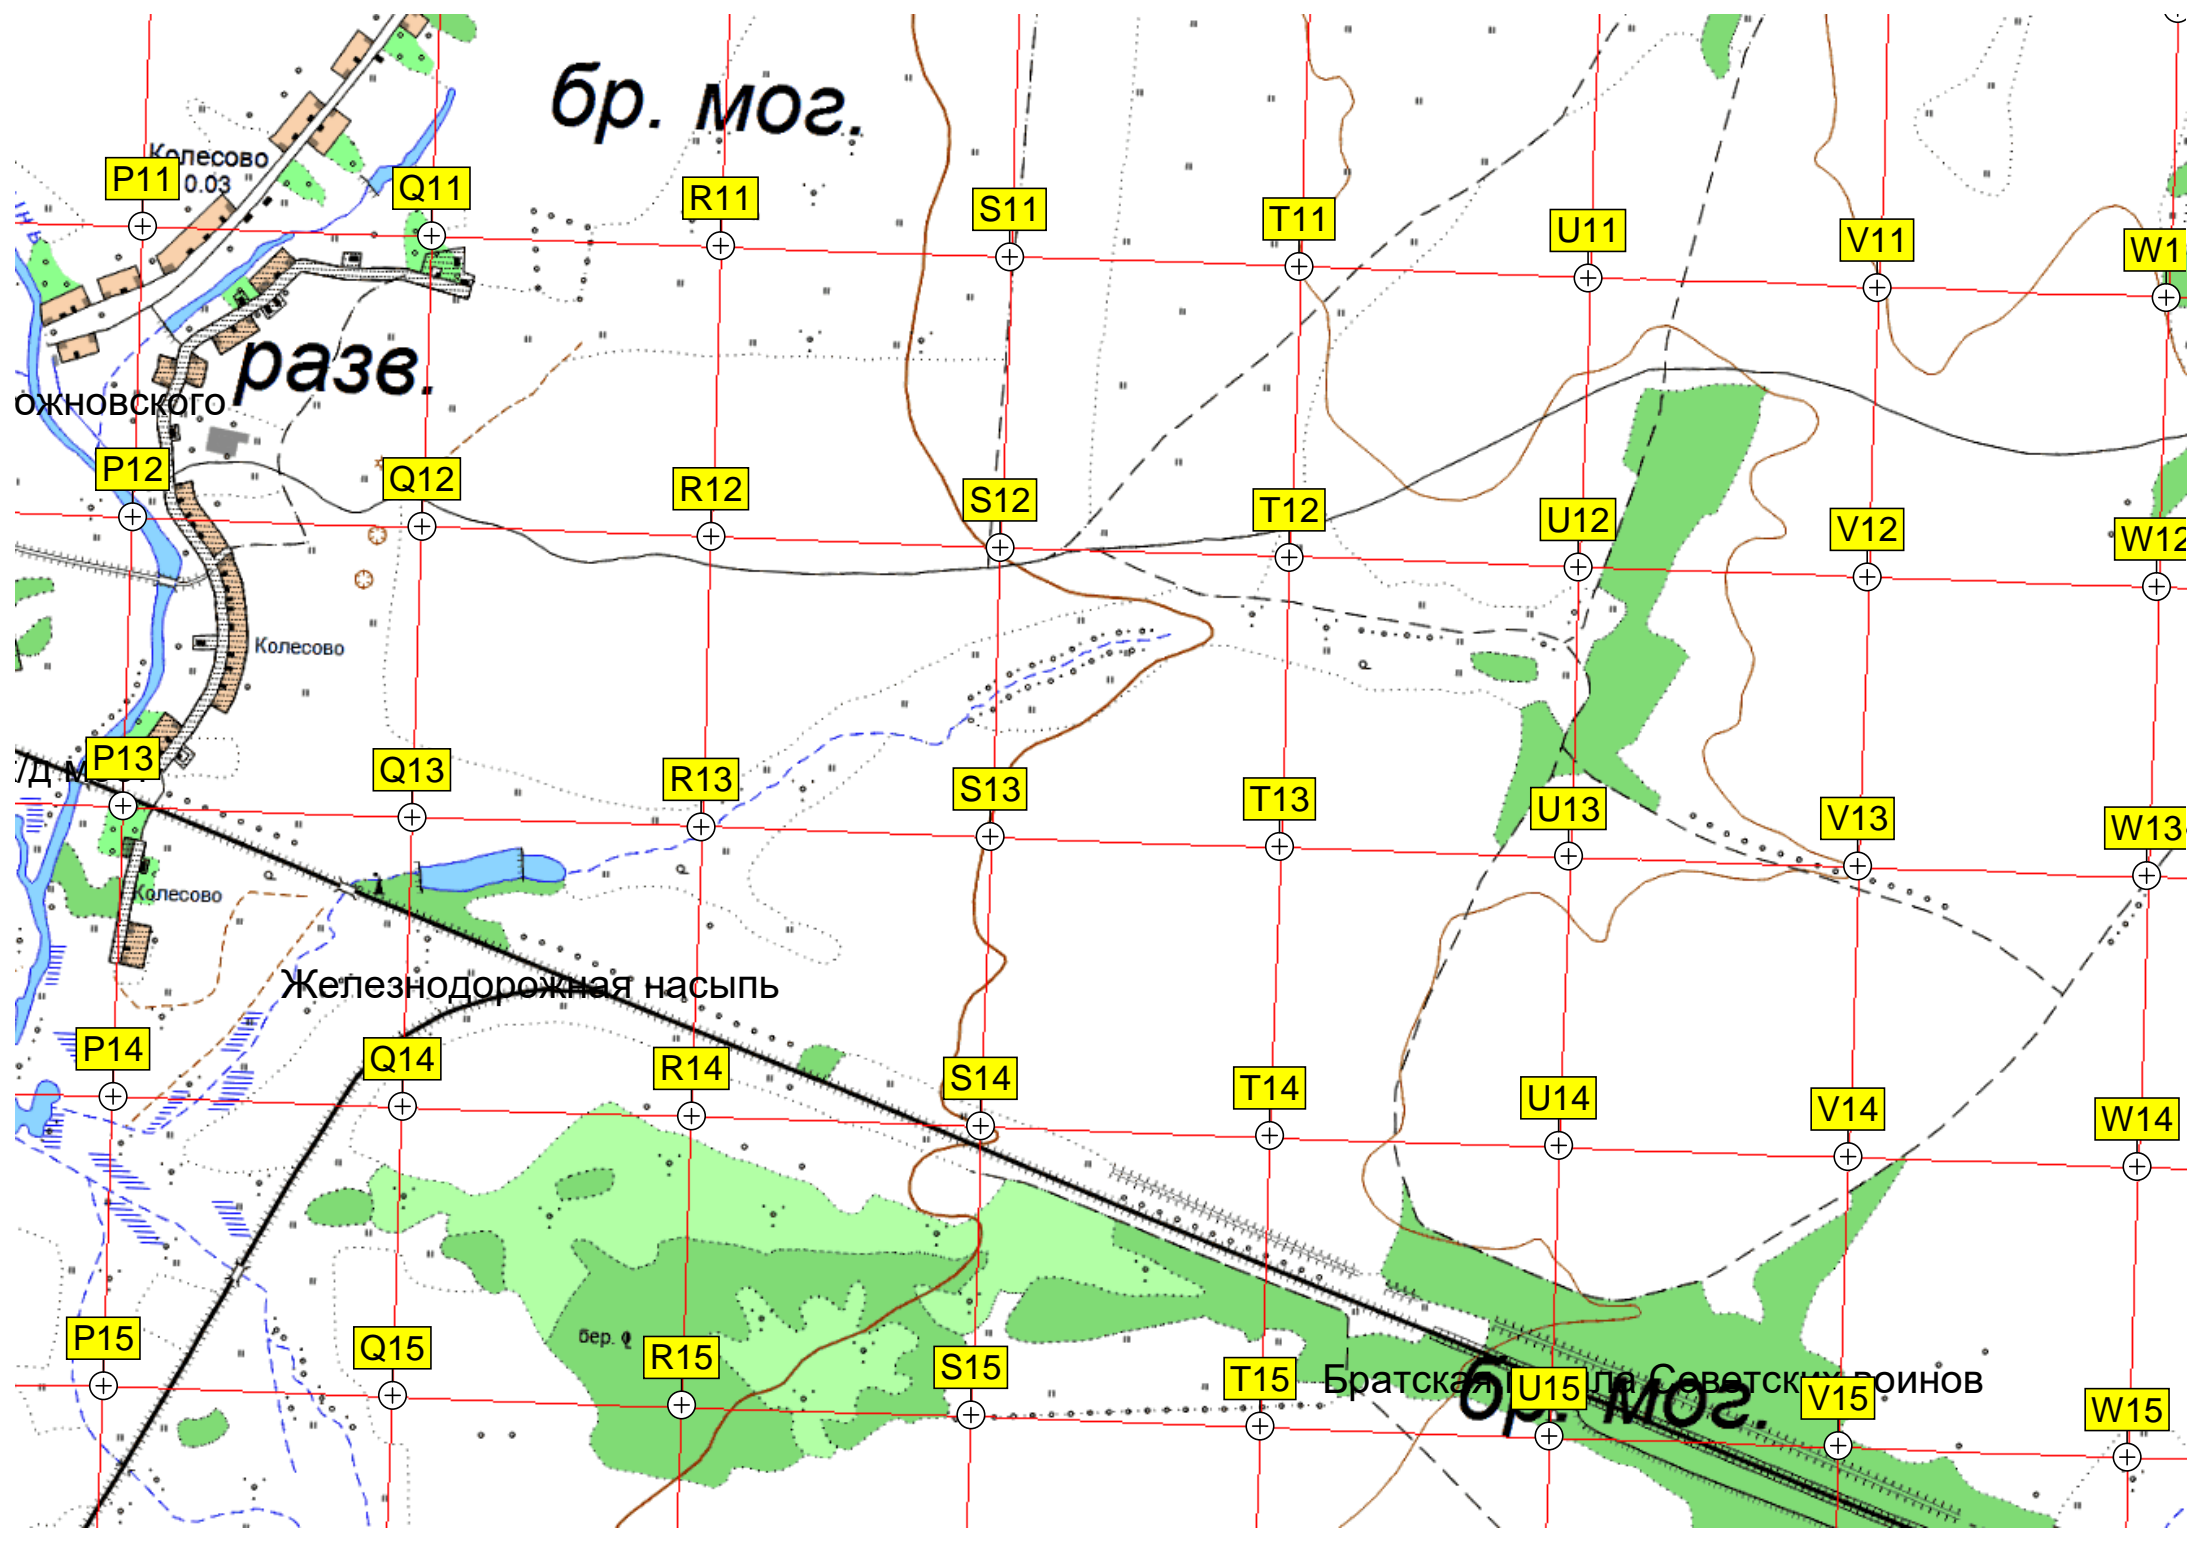 бр. мог.
Колесово
0.03
P11
Q11
R11
S11
T11
U11
V11
W1
разв.
ожновского
P12
Q12
R12
S12
T12
U12
V12
W12
Колесово
P13
Q13
R13
S13
T13
U13
V13
W13
Колесово
Железнодорожная насыпь
P14
Q14
R14
S14
T14
U14
V14
W14
бер.
P15
Q15
R15
S15
T15
U15
V15
W15
Братская Советских воинов
бр. мог.